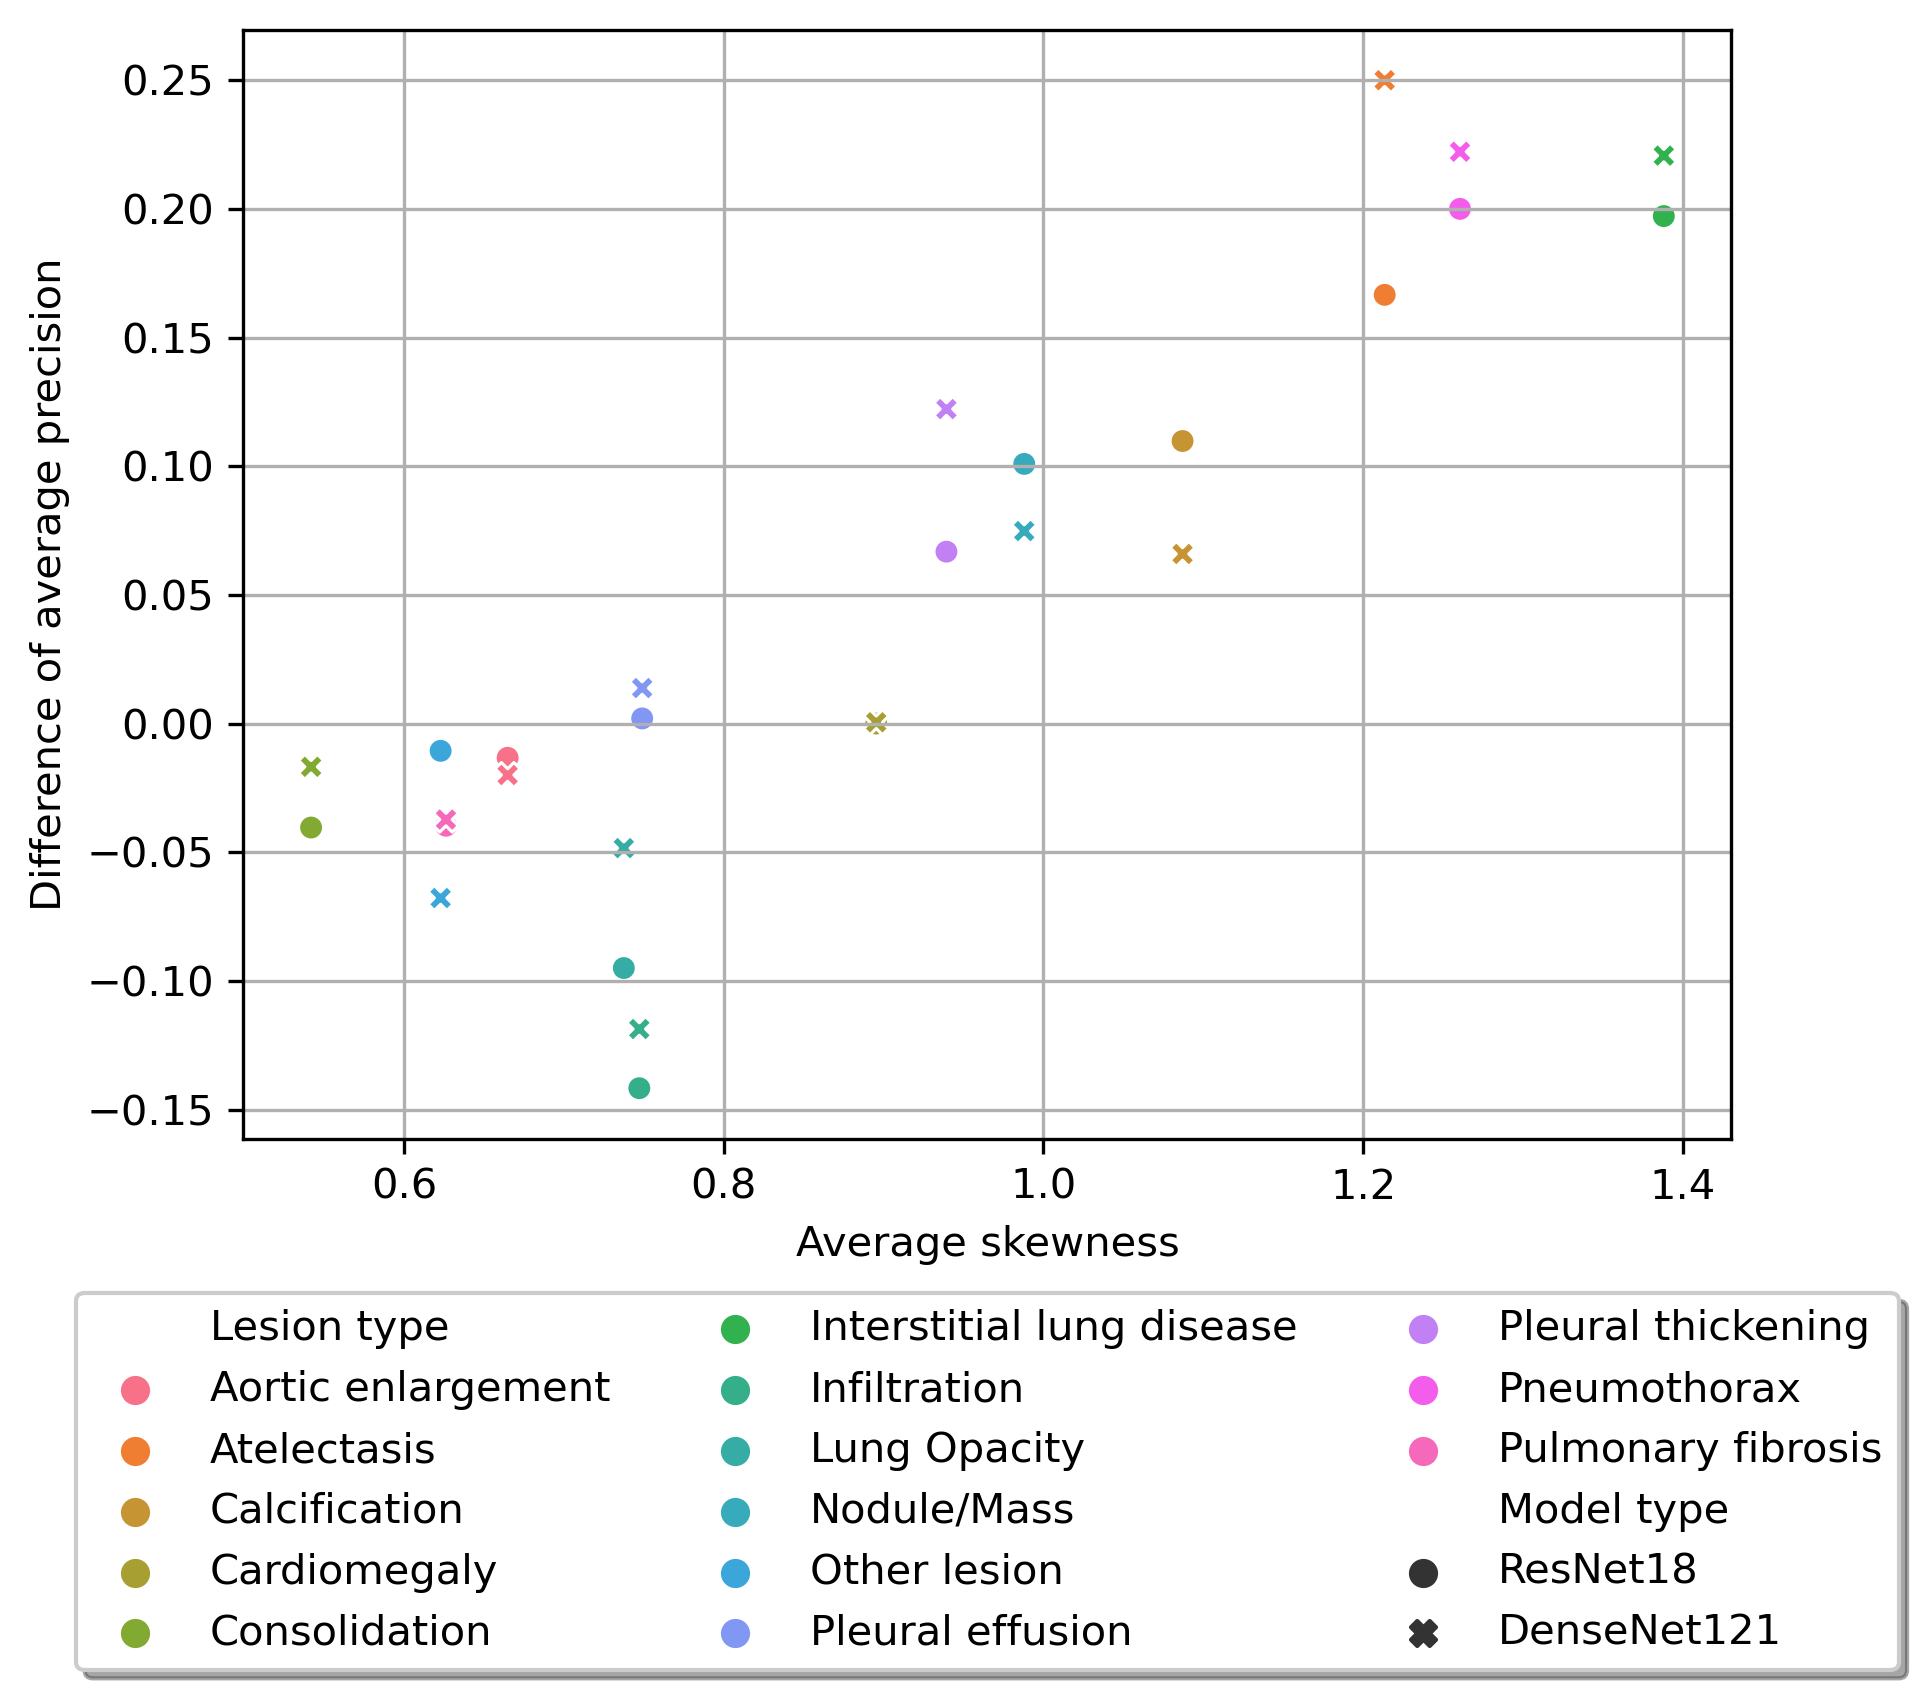 Difference of average precision
0.25
0.20
0.15
0.10
0.05
0.00
−0.05
−0.10
−0.15
0.6 0.8 1.0 1.2 1.4
Average skewness
Lesion type
Aortic enlargement
Atelectasis
Calcification
Cardiomegaly
Consolidation
Interstitial lung disease
Infiltration
Lung Opacity
Nodule/Mass
Other lesion
Pleural effusion
Pleural thickening
Pneumothorax
Pulmonary fibrosis
Model type
ResNet18
DenseNet121